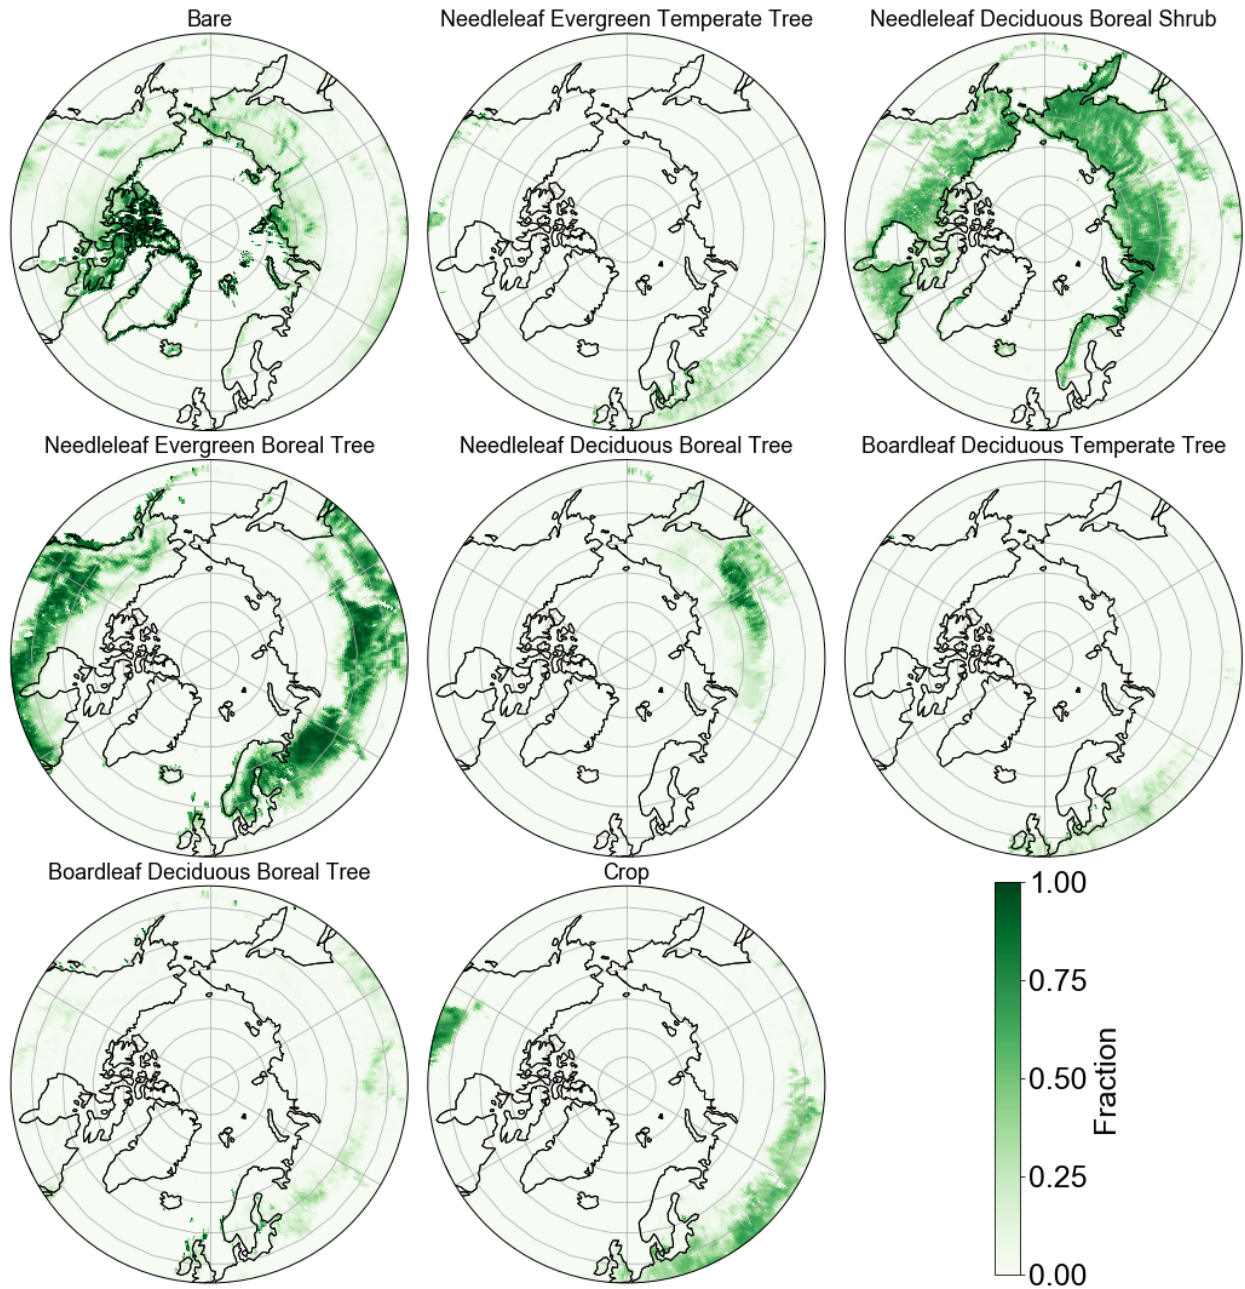 Bare
Needleleaf Evergreen Temperate Tree
Needleleaf Deciduous Boreal Shrub
Needleleaf Evergreen Boreal Tree
Needleleaf Deciduous Boreal Tree
Boardleaf Deciduous Temperate Tree
Boardleaf Deciduous Boreal Tree
Crop
1.00
0.75
0.50
0.25
0.00
Fraction